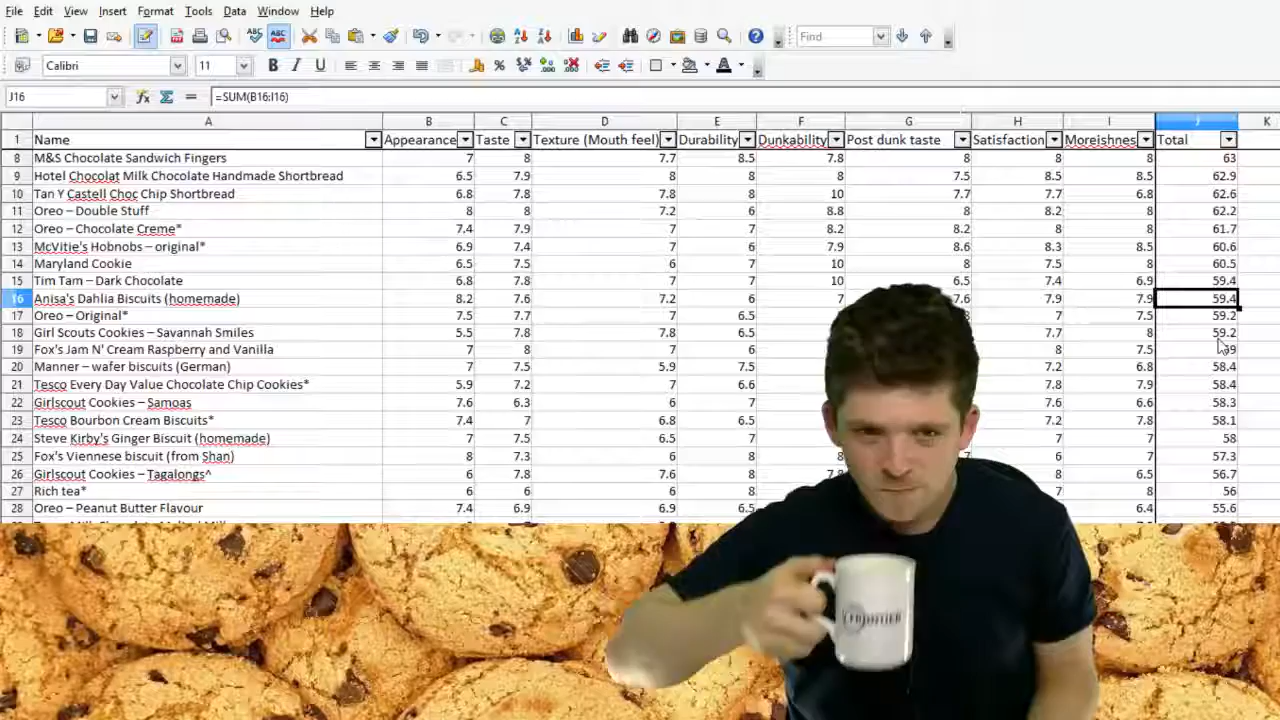 File Edit View Insert Format Tools Data Window Help
Find
Calibri 11
J16 =SUM(B16:I16)
A B C D E F G H I J K
1 Name Appearance Taste Texture (Mouth feel) Durability Dunkability Post dunk taste Satisfaction Moreishnes Total
8 M&S Chocolate Sandwich Fingers 7 8 7.7 8.5 7.8 8 8 8 63
9 Hotel Chocolat Milk Chocolate Handmade Shortbread 6.5 7.9 8 8 8 7.5 8.5 8.5 62.9
10 Tan Y Castell Choc Chip Shortbread 6.8 7.8 7.8 8 10 7.7 7.7 6.8 62.6
11 Oreo – Double Stuff 8 8 7.2 6 8.8 8 8.2 8 62.2
12 Oreo – Chocolate Creme* 7.4 7.9 7 7 8.2 8.2 8 8 61.7
13 McVitie's Hobnobs – original* 6.9 7.4 7 6 7.9 8.6 8.3 8.5 60.6
14 Maryland Cookie 6.5 7.5 6 7 10 8 7.5 8 60.5
15 Tim Tam – Dark Chocolate 6.8 7.8 7 7 10 6.5 7.4 6.9 59.4
16 Anisa's Dahlia Biscuits (homemade) 8.2 7.6 7.2 6 7 7.6 7.9 7.9 59.4
17 Oreo – Original* 7.5 7.7 7 6.5 7 7.5 59.2
18 Girl Scouts Cookies – Savannah Smiles 5.5 7.8 7 8 7.7 8 59.2
19 Fox's Jam N' Cream Raspberry and Vanilla 7 8 7 6 8 7.5 59
20 Manner – wafer biscuits (German) 7 7.5 5.9 7.5 7.2 6.8 58.4
21 Tesco Every Day Value Chocolate Chip Cookies* 5.9 7.2 7 6.6 7.8 7.9 58.4
22 Girlscout Cookies – Samoas 7.6 6.3 6 7 7.6 6.6 58.3
23 Tesco Bourbon Cream Biscuits* 7.4 7 6.8 6.5 7.2 7.8 58.1
24 Steve Kirby's Ginger Biscuit (homemade) 7 7.5 6.5 7 7 7 58
25 Fox's Viennese biscuit (from Shan) 8 7.3 6 8 7 6 7 57.3
26 Girlscout Cookies – Tagalongs^ 6 7.8 7.6 8 7.8 8 6.5 56.7
27 Rich tea* 6 6 6 8 7 8 56
28 Oreo – Peanut Butter Flavour 7.4 6.9 6.9 6.5 6.4 55.6
FRONTIER